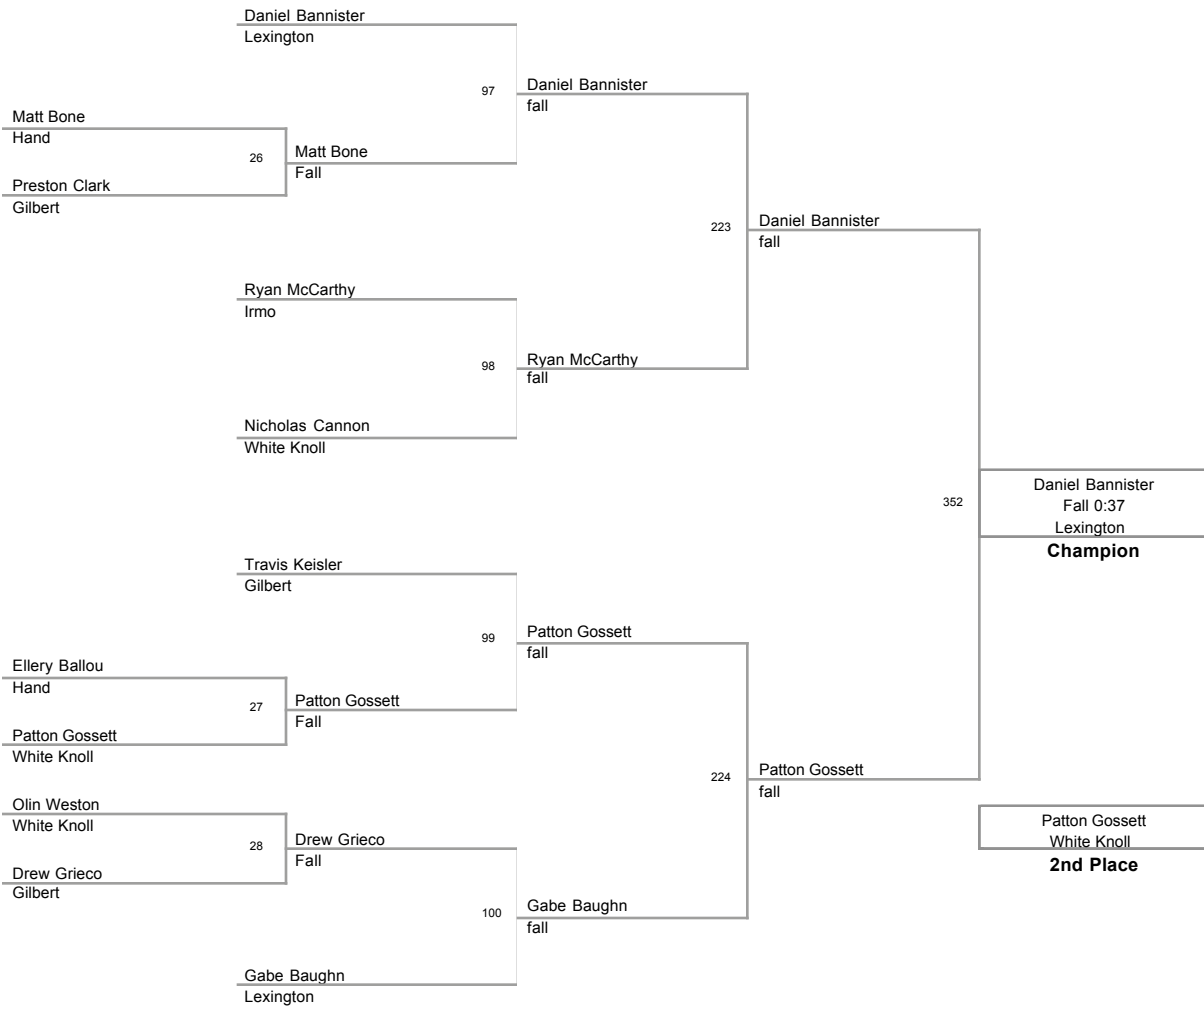 Daniel Bannister
Lexington
97
Daniel Bannister
fall
Matt Bone
Hand
26
Matt Bone
Fall
Preston Clark
Gilbert
223
Daniel Bannister
fall
Ryan McCarthy
Irmo
98
Ryan McCarthy
fall
Nicholas Cannon
White Knoll
352
Daniel Bannister
Fall 0:37
Lexington
Champion
Travis Keisler
Gilbert
99
Patton Gossett
fall
Ellery Ballou
Hand
27
Patton Gossett
Fall
Patton Gossett
White Knoll
224
Patton Gossett
fall
Olin Weston
White Knoll
28
Drew Grieco
Fall
Drew Grieco
Gilbert
100
Gabe Baughn
fall
Gabe Baughn
Lexington
Patton Gossett
White Knoll
2nd Place